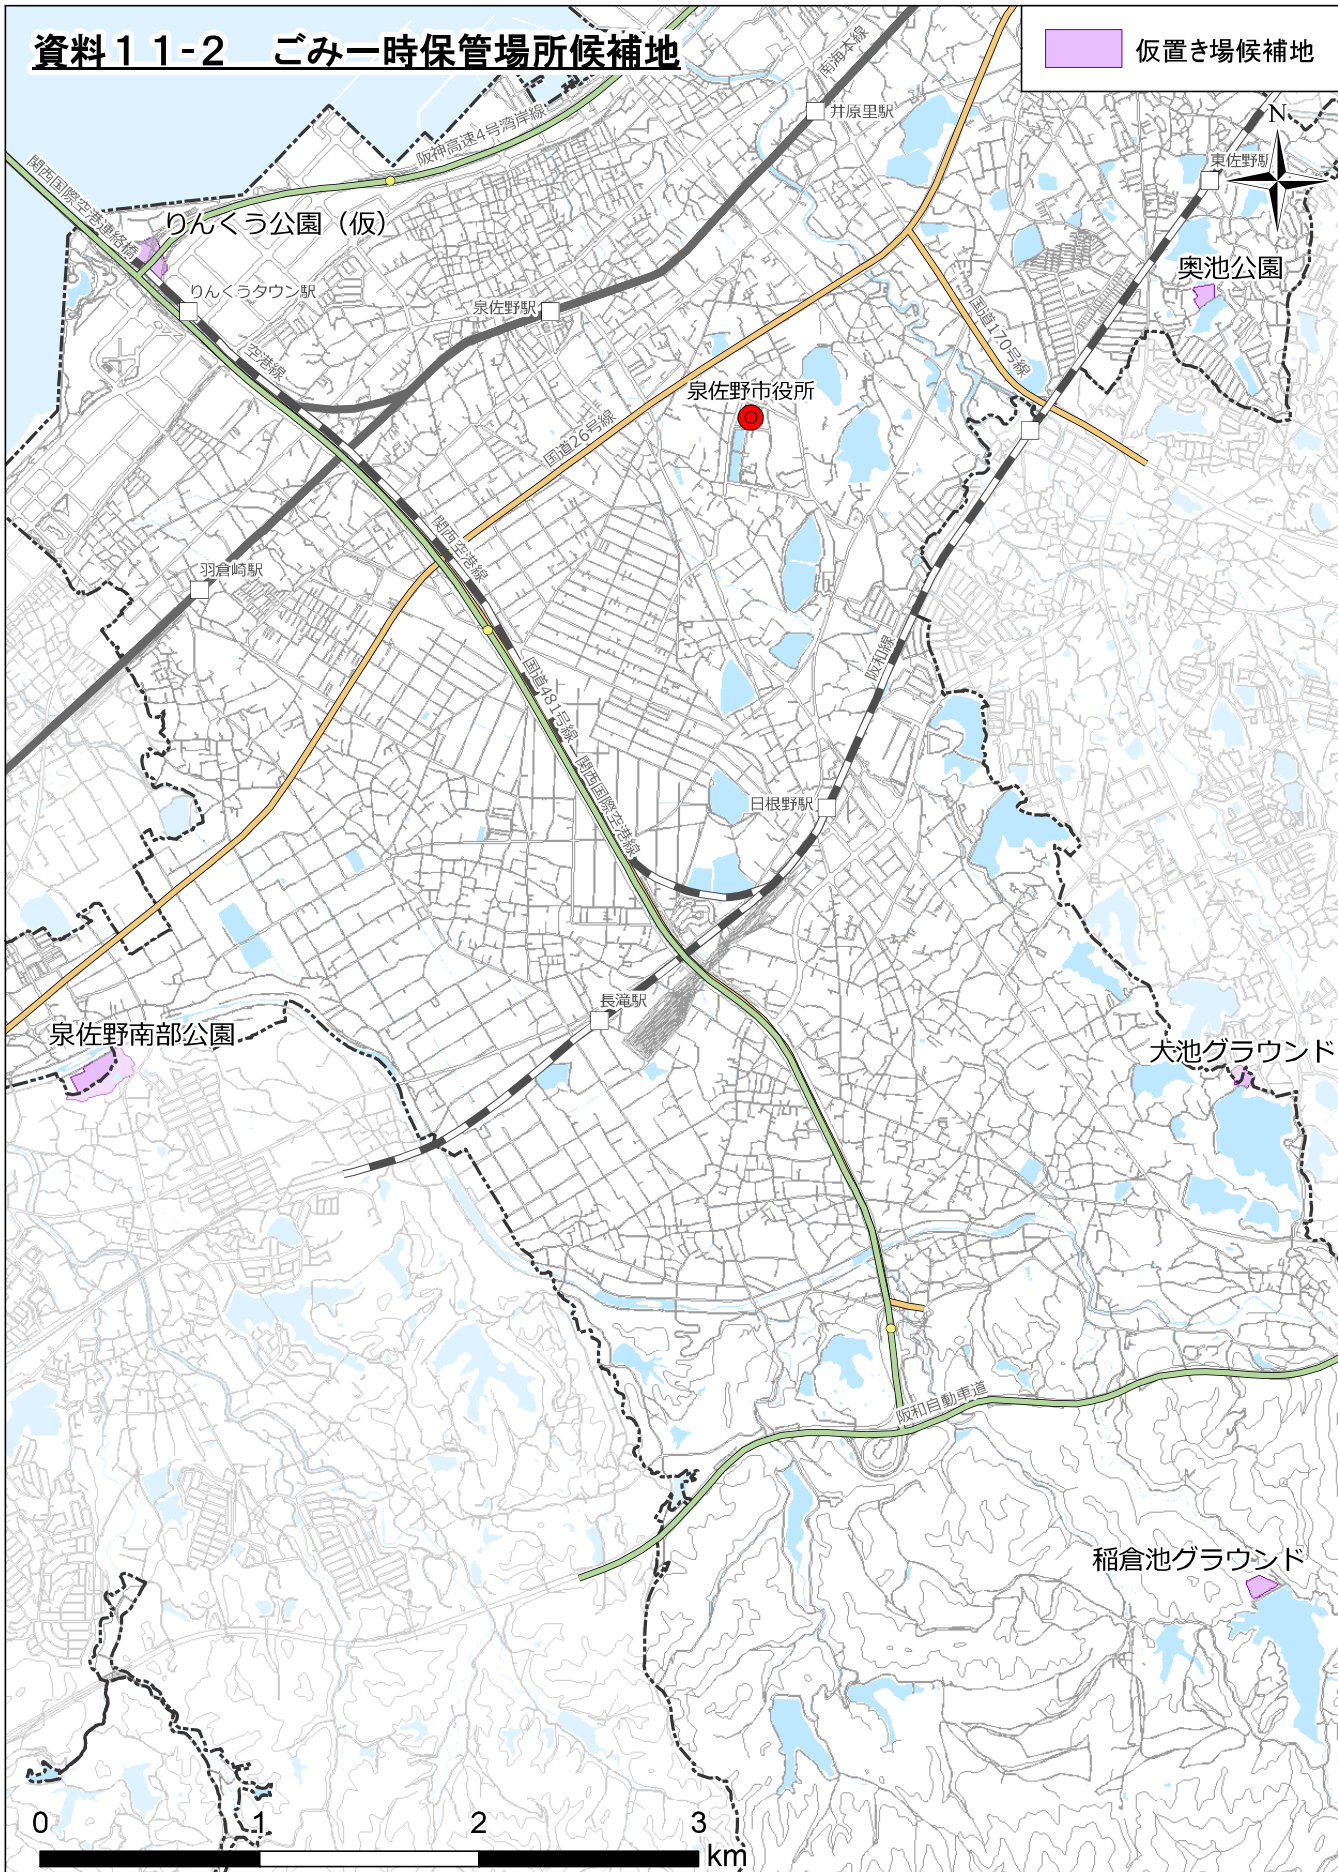 資料１１-２　ごみ一時保管場所候補地
仮置き場候補地
N
南海本線
井原里駅
阪神高速4号湾岸線
東佐野駅
関西国際空港連絡橋
りんくう公園（仮）
奥池公園
りんくうタウン駅
泉佐野駅
国道170号線
空港線
泉佐野市役所
国道26号線
関西空港線
羽倉崎駅
阪和線
国道481号線
関西国際空港線
日根野駅
長滝駅
泉佐野南部公園
大池グラウンド
阪和自動車道
稲倉池グラウンド
0 1 2 3
km